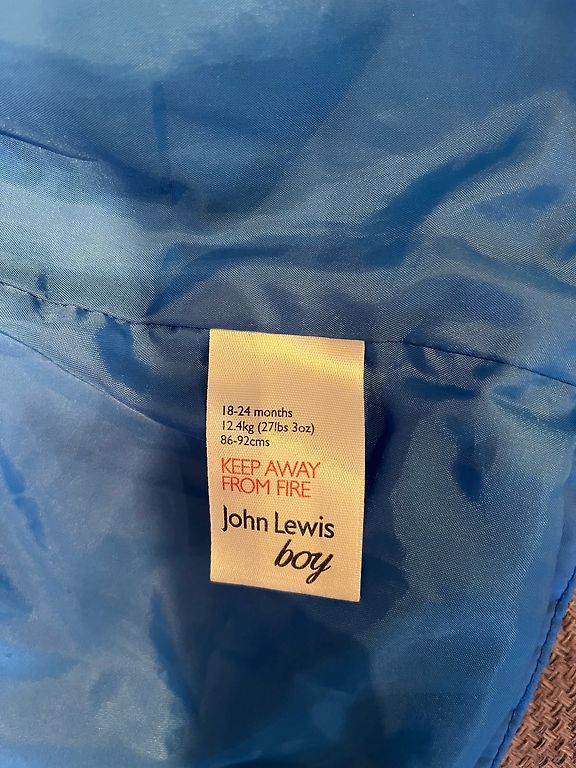 18-24 months
12.4kg (27lbs 3oz)
86-92cms
KEEP AWAY
FROM FIRE
John Lewis
boy